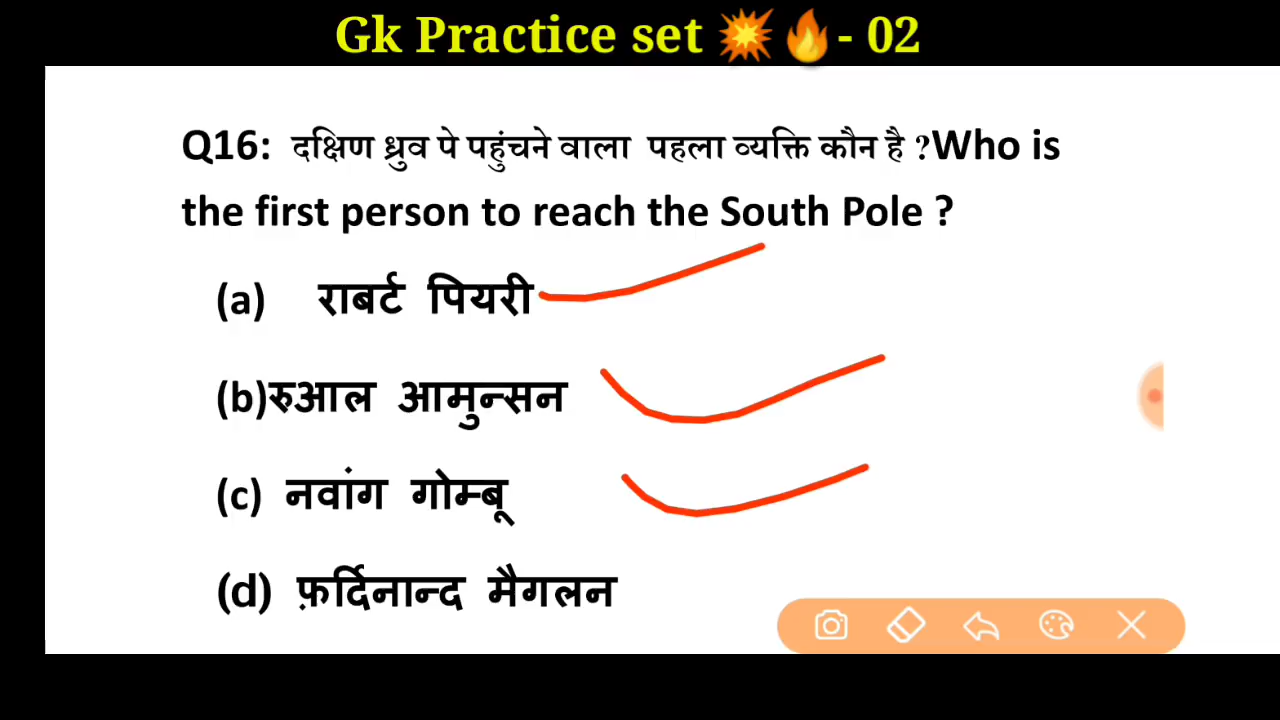 Gk Practice set 💥🔥- 02
Q16: दक्षिण ध्रुव पे पहुंचने वाला पहला व्यक्ति कौन है ?Who is
the first person to reach the South Pole ?
(a) राबर्ट पियरी
(b)रुआल आमुन्सन
(c) नवांग गोम्बू
(d) फ़र्दिनान्द मैगलन